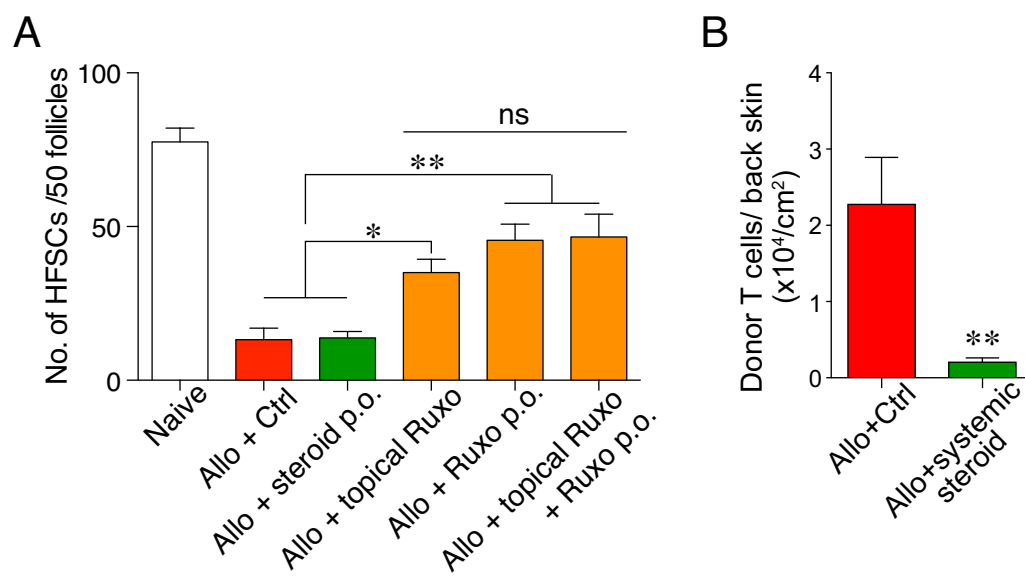 A
No. of HFSCs /50 follicles
100
50
0
ns
**
*
Naive
Allo + Ctrl
Allo + steroid p.o.
Allo + topical Ruxo
Allo + Ruxo p.o.
Allo + topical Ruxo
+ Ruxo p.o.
B
Donor T cells/ back skin
(x10⁴/cm²)
4
3
2
1
0
**
Allo+Ctrl
Allo+systemic
steroid